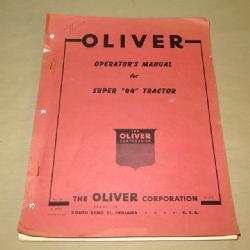 OLIVER
OPERATOR'S MANUAL
for
SUPER "44" TRACTOR
THE
OLIVER
CORPORATION
THE OLIVER CORPORATION
SOUTH BEND 21, INDIANA . . . . U. S. A.